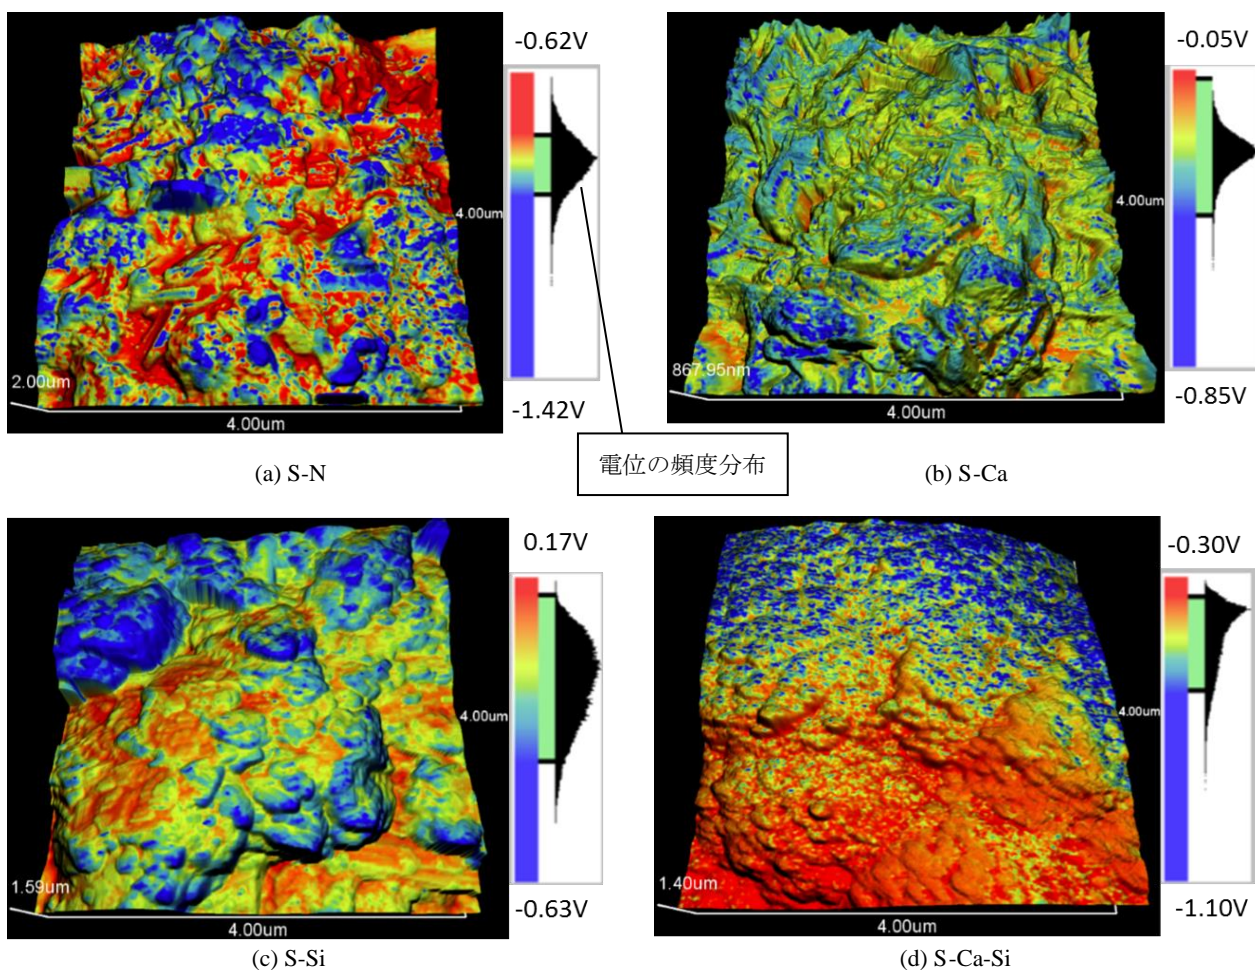 -0.62V
4.00um
2.00um
4.00um
-1.42V
(a) S-N
-0.05V
4.00um
867.95nm
4.00um
-0.85V
(b) S-Ca
電位の頻度分布
0.17V
4.00um
1.59um
4.00um
-0.63V
(c) S-Si
-0.30V
4.00um
1.40um
4.00um
-1.10V
(d) S-Ca-Si